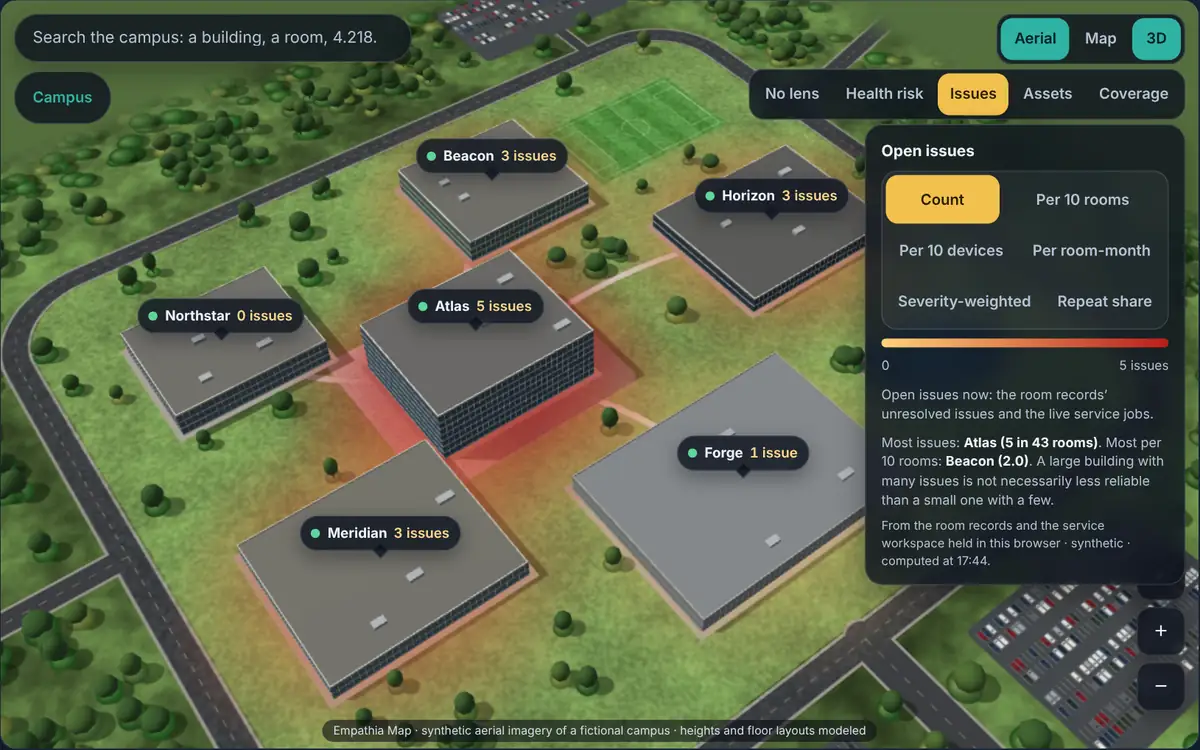 Search the campus: a building, a room, 4.218.
Aerial Map 3D
Campus
No lens Health risk Issues Assets Coverage
Open issues
Count Per 10 rooms
Per 10 devices Per room-month
Severity-weighted Repeat share
0 5 issues
Open issues now: the room records’
unresolved issues and the live service jobs.
Most issues: Atlas (5 in 43 rooms). Most per
10 rooms: Beacon (2.0). A large building with
many issues is not necessarily less reliable
than a small one with a few.
From the room records and the service
workspace held in this browser · synthetic ·
computed at 17:44.
Beacon 3 issues
Horizon 3 issues
Atlas 5 issues
Northstar 0 issues
Forge 1 issue
Meridian 3 issues
+
−
Empathia Map · synthetic aerial imagery of a fictional campus · heights and floor layouts modeled